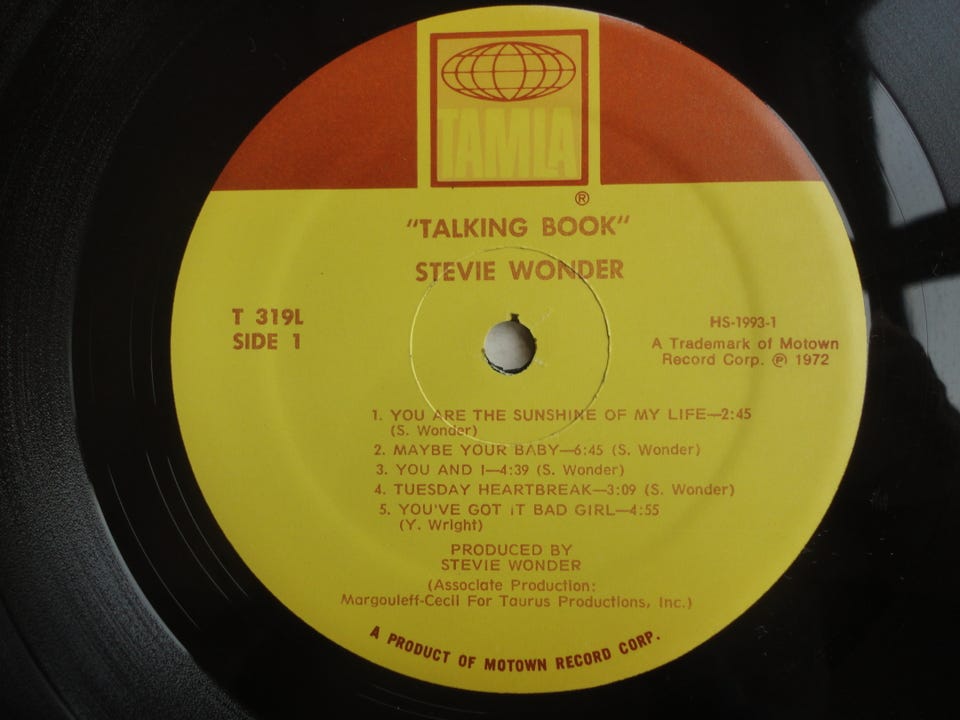 TAMLA
®
"TALKING BOOK"
STEVIE WONDER
T 319L
SIDE 1
HS-1993-1
A Trademark of Motown
Record Corp. ℗ 1972
1. YOU ARE THE SUNSHINE OF MY LIFE—2:45
(S. Wonder)
2. MAYBE YOUR BABY—6:45 (S. Wonder)
3. YOU AND I—4:39 (S. Wonder)
4. TUESDAY HEARTBREAK—3:09 (S. Wonder)
5. YOU'VE GOT IT BAD GIRL—4:55
(Y. Wright)
PRODUCED BY
STEVIE WONDER
(Associate Production:
Margouleff-Cecil For Taurus Productions, Inc.)
A PRODUCT OF MOTOWN RECORD CORP.